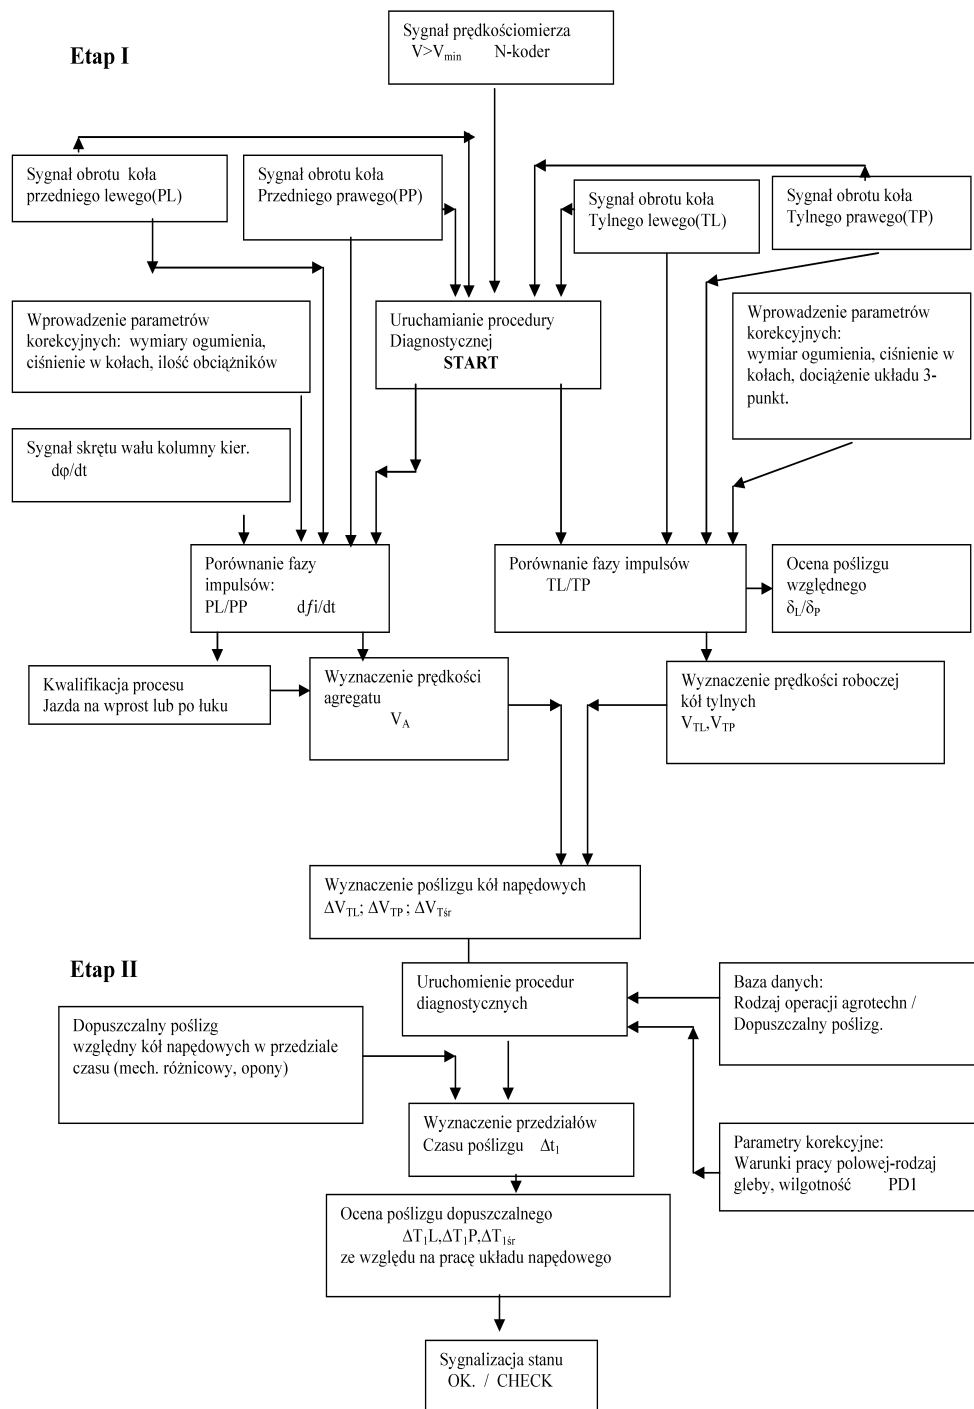 Sygnał prędkościomierza
V>Vmin N-koder
Etap I
Sygnał obrotu koła
przedniego lewego(PL)
Sygnał obrotu koła
Przedniego prawego(PP)
Sygnał obrotu koła
Tylnego lewego(TL)
Sygnał obrotu koła
Tylnego prawego(TP)
Wprowadzenie parametrów
korekcyjnych: wymiary ogumienia,
ciśnienie w kołach, ilość obciążników
Uruchamianie procedury
Diagnostycznej
START
Wprowadzenie parametrów
korekcyjnych:
wymiar ogumienia, ciśnienie w
kołach, dociążenie układu 3-
punkt.
Sygnał skrętu wału kolumny kier.
dφ/dt
Porównanie fazy
impulsów:
PL/PP dfi/dt
Porównanie fazy impulsów
TL/TP
Ocena poślizgu
względnego
δL/δP
Kwalifikacja procesu
Jazda na wprost lub po łuku
Wyznaczenie prędkości
agregatu
VA
Wyznaczenie prędkości roboczej
kół tylnych
VTL,VTP
Wyznaczenie poślizgu kół napędowych
ΔVTL; ΔVTP ; ΔVTśr
Etap II
Uruchomienie procedur
diagnostycznych
Baza danych:
Rodzaj operacji agrotechn /
Dopuszczalny poślizg.
Dopuszczalny poślizg
względny kół napędowych w przedziale
czasu (mech. różnicowy, opony)
Wyznaczenie przedziałów
Czasu poślizgu Δt1
Parametry korekcyjne:
Warunki pracy polowej-rodzaj
gleby, wilgotność PD1
Ocena poślizgu dopuszczalnego
ΔT1L,ΔT1P,ΔT1śr
ze względu na pracę układu napędowego
Sygnalizacja stanu
OK. / CHECK